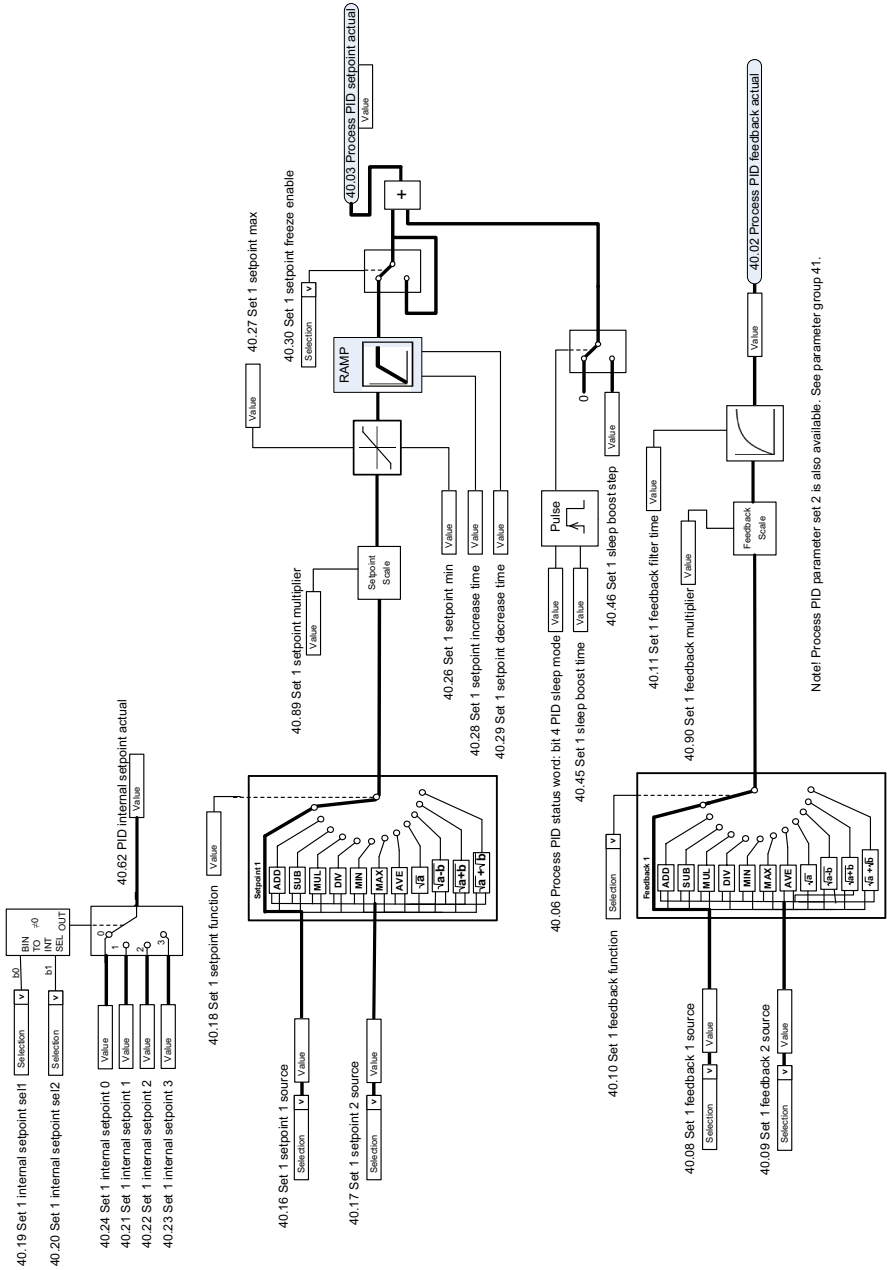 40.19 Set 1 internal setpoint sel1
Selection v
40.20 Set 1 internal setpoint sel2
Selection v
b0
b1
BIN
TO
INT
SEL
≠0
OUT
40.24 Set 1 internal setpoint 0
Value
40.21 Set 1 internal setpoint 1
Value
40.22 Set 1 internal setpoint 2
Value
40.23 Set 1 internal setpoint 3
Value
0
1
2
3
40.62 PID internal setpoint actual
Value
40.18 Set 1 setpoint function
Value
40.16 Set 1 setpoint 1 source
Selection v
Value
40.17 Set 1 setpoint 2 source
Selection v
Value
Setpoint 1
ADD
SUB
MUL
DIV
MIN
MAX
AVE
√a
√a-b
√a+b
√a +√b
40.89 Set 1 setpoint multiplier
Value
Setpoint
Scale
40.27 Set 1 setpoint max
Value
40.26 Set 1 setpoint min
Value
40.28 Set 1 setpoint increase time
Value
40.29 Set 1 setpoint decrease time
Value
RAMP
40.30 Set 1 setpoint freeze enable
Selection v
+
40.03 Process PID setpoint actual
Value
40.06 Process PID status word: bit 4 PID sleep mode
Value
40.45 Set 1 sleep boost time
Value
Pulse
0
40.46 Set 1 sleep boost step
Value
40.10 Set 1 feedback function
Selection v
40.08 Set 1 feedback 1 source
Selection v
Value
40.09 Set 1 feedback 2 source
Selection v
Value
Feedback 1
ADD
SUB
MUL
DIV
MIN
MAX
AVE
√a
√a-b
√a+b
√a +√b
40.90 Set 1 feedback multiplier
Value
Feedback
Scale
40.11 Set 1 feedback filter time
Value
Value
40.02 Process PID feedback actual
Note! Process PID parameter set 2 is also available. See parameter group 41.